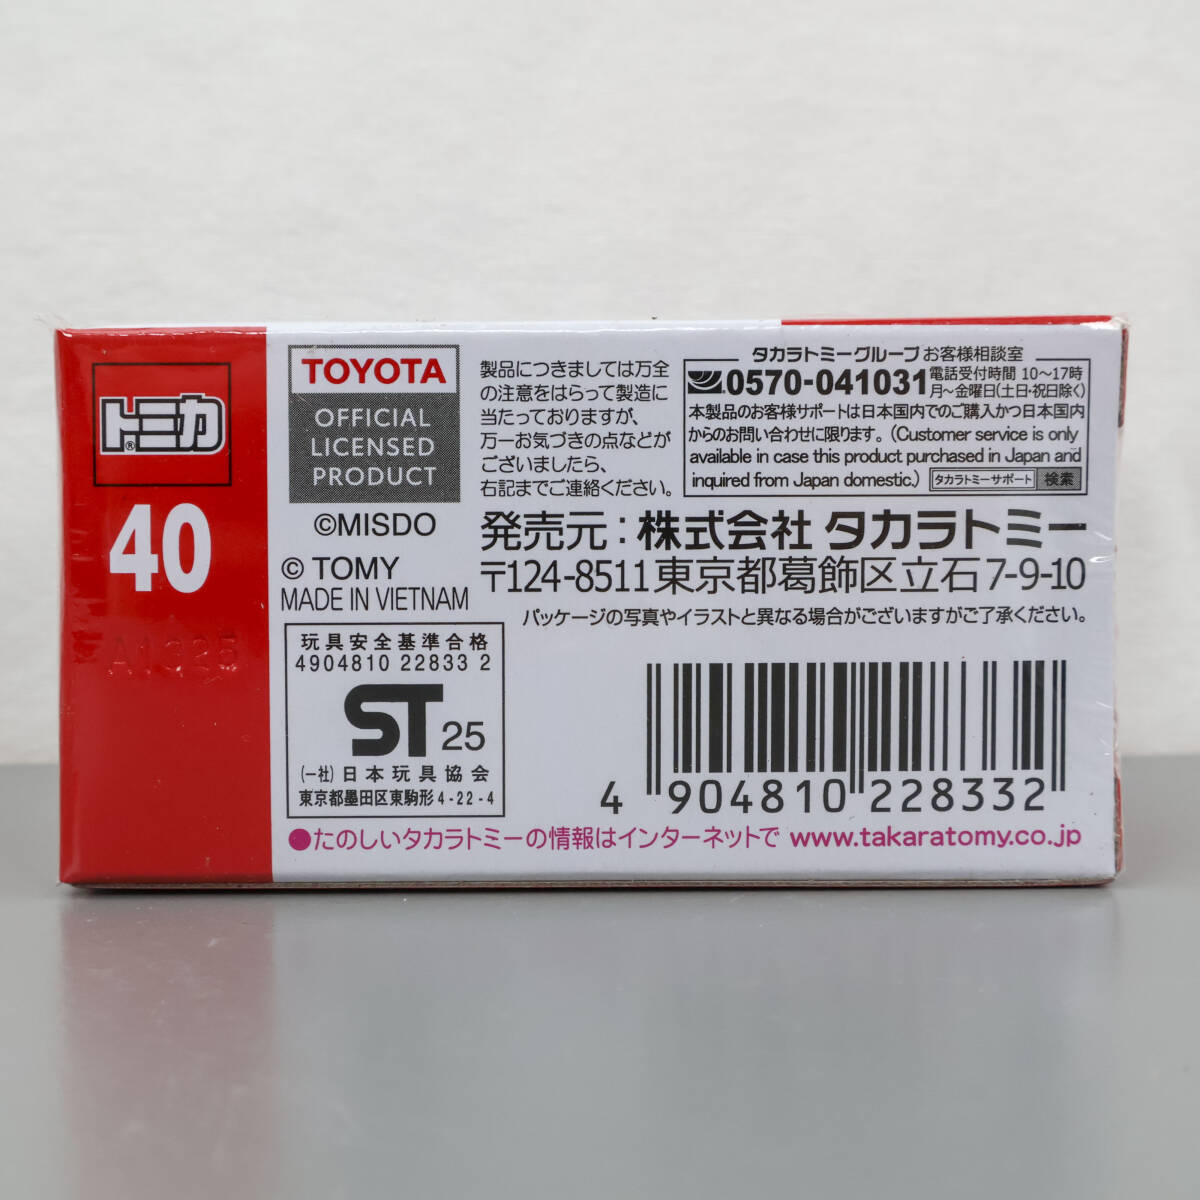 トミカ®
40
A1325
TOYOTA
OFFICIAL
LICENSED
PRODUCT
©MISDO
© TOMY
MADE IN VIETNAM
玩具安全基準合格
4904810 22833 2
ST 25
(一社)日本玩具協会
東京都墨田区東駒形 4-22-4
製品につきましては万全
の注意をはらって製造に
当たっておりますが、
万一お気づきの点などが
ございましたら、
右記までご連絡ください。
タカラトミーグループ お客様相談室
0570-041031 電話受付時間 10〜17時
月〜金曜日(土日・祝日除く)
本製品のお客様サポートは日本国内でのご購入かつ日本国内
からのお問い合わせに限ります。(Customer service is only
available in case this product purchased in Japan and
inquired from Japan domestic.) タカラトミーサポート 検索
発売元：株式会社 タカラトミー
〒124-8511東京都葛飾区立石7-9-10
パッケージの写真やイラストと異なる場合がございますがご了承ください。
4 904810 228332
●たのしいタカラトミーの情報はインターネットで www.takaratomy.co.jp